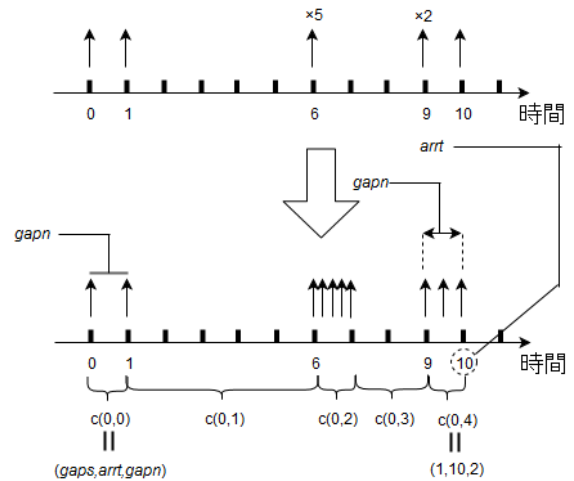 ×5 ×2
0 1 6 9 10 時間
arrt
gapn
gapn
0 1 6 9 10 時間
c(0,0) c(0,1) c(0,2) c(0,3) c(0,4)
(gaps,arrt,gapn) (1,10,2)